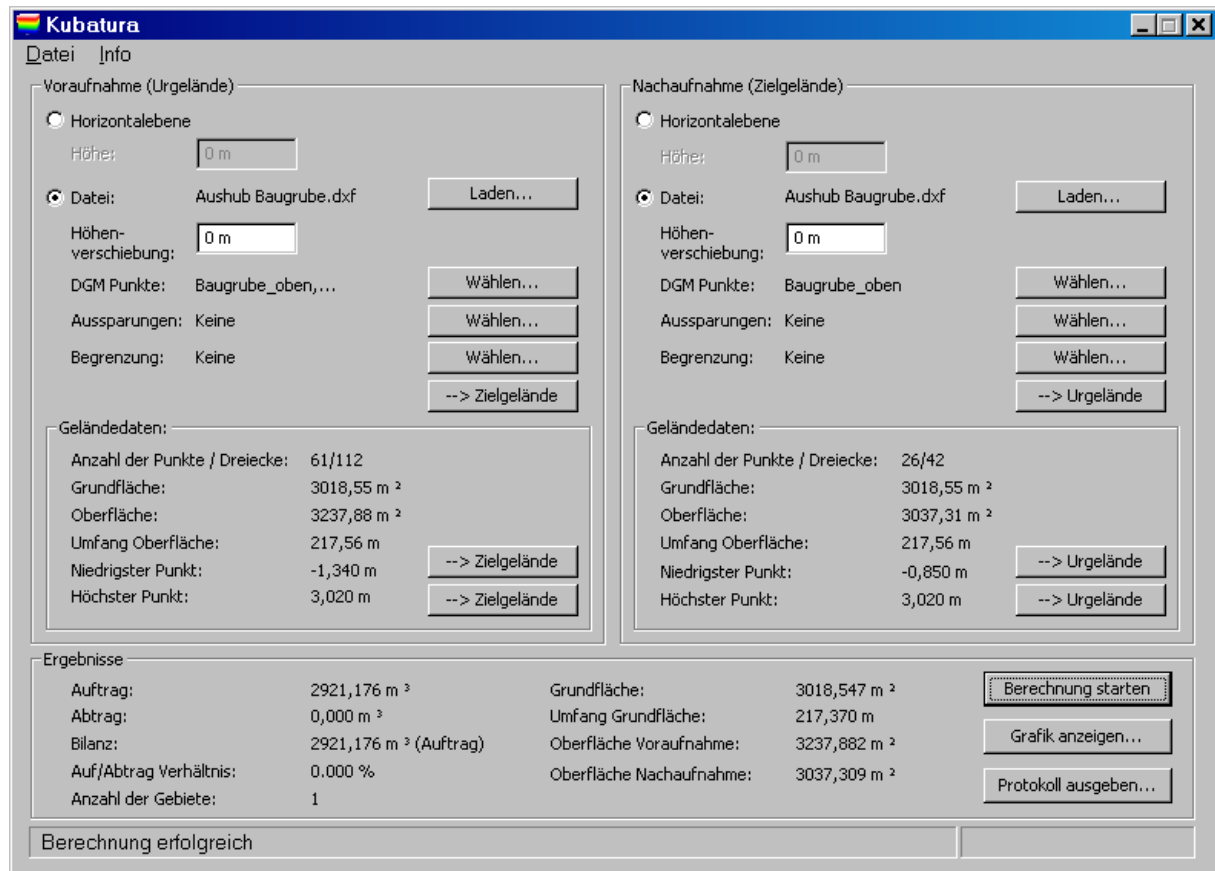 Kubatura
Datei Info
Voraufnahme (Urgelände)
Horizontalebene
Höhe: 0 m
Datei: Aushub Baugrube.dxf Laden...
Höhen-
verschiebung: 0 m
DGM Punkte: Baugrube_oben,... Wählen...
Aussparungen: Keine Wählen...
Begrenzung: Keine Wählen...
--> Zielgelände
Geländedaten:
Anzahl der Punkte / Dreiecke: 61/112
Grundfläche: 3018,55 m ²
Oberfläche: 3237,88 m ²
Umfang Oberfläche: 217,56 m
Niedrigster Punkt: -1,340 m --> Zielgelände
Höchster Punkt: 3,020 m --> Zielgelände
Nachaufnahme (Zielgelände)
Horizontalebene
Höhe: 0 m
Datei: Aushub Baugrube.dxf Laden...
Höhen-
verschiebung: 0 m
DGM Punkte: Baugrube_oben Wählen...
Aussparungen: Keine Wählen...
Begrenzung: Keine Wählen...
--> Urgelände
Geländedaten:
Anzahl der Punkte / Dreiecke: 26/42
Grundfläche: 3018,55 m ²
Oberfläche: 3037,31 m ²
Umfang Oberfläche: 217,56 m
Niedrigster Punkt: -0,850 m --> Urgelände
Höchster Punkt: 3,020 m --> Urgelände
Ergebnisse
Auftrag: 2921,176 m ³
Abtrag: 0,000 m ³
Bilanz: 2921,176 m ³ (Auftrag)
Auf/Abtrag Verhältnis: 0.000 %
Anzahl der Gebiete: 1
Grundfläche: 3018,547 m ²
Umfang Grundfläche: 217,370 m
Oberfläche Voraufnahme: 3237,882 m ²
Oberfläche Nachaufnahme: 3037,309 m ²
Berechnung starten
Grafik anzeigen...
Protokoll ausgeben...
Berechnung erfolgreich